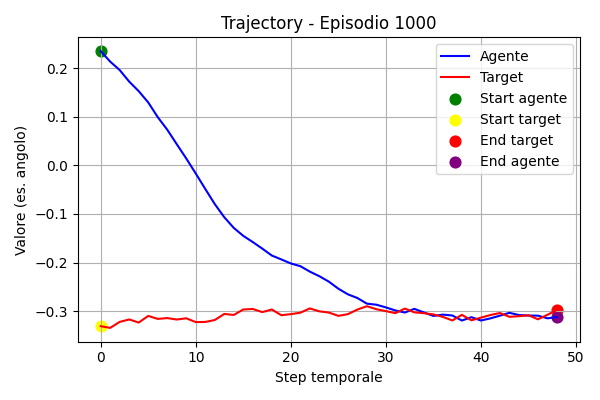 Trajectory - Episodio 1000
Agente
Target
Start agente
Start target
End target
End agente
Valore (es. angolo)
0.2
0.1
0.0
−0.1
−0.2
−0.3
0
10
20
30
40
50
Step temporale